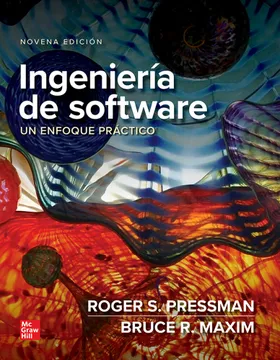 NOVENA EDICIÓN
Ingeniería
de software
UN ENFOQUE PRÁCTICO
ROGER S. PRESSMAN
BRUCE R. MAXIM
Mc
Graw
Hill